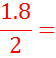 1.8/2 =